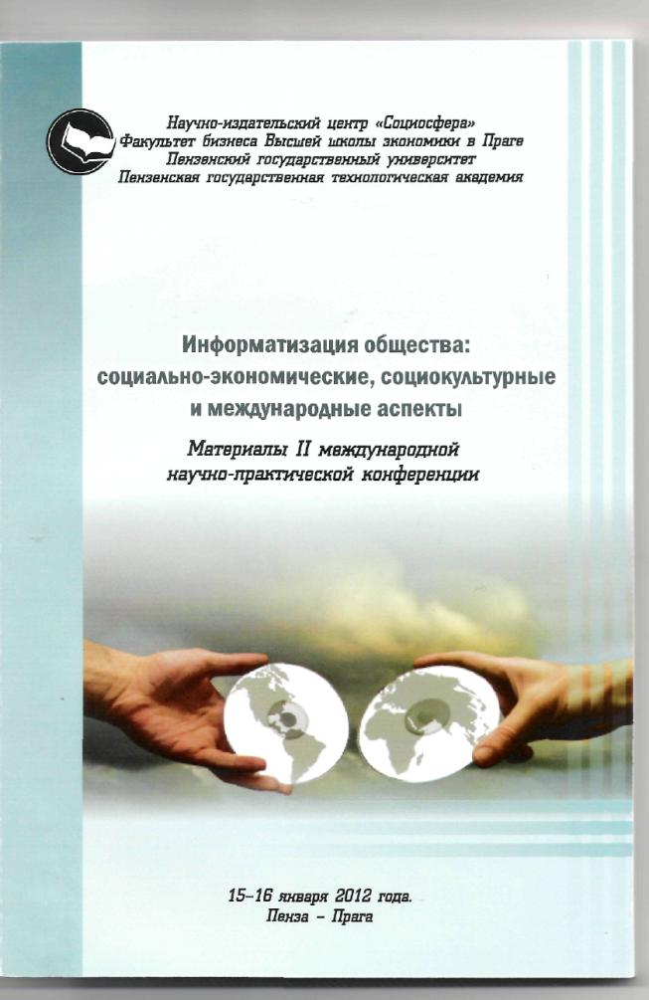 Научно-издательский центр «Социосфера»
Факультет бизнеса Высшей школы экономики в Праге
Пензенский государственный университет
Пензенская государственная технологическая академия
Информатизация общества:
социально-экономические, социокультурные
и международные аспекты
Материалы II международной
научно-практической конференции
15–16 января 2012 года.
Пенза – Прага